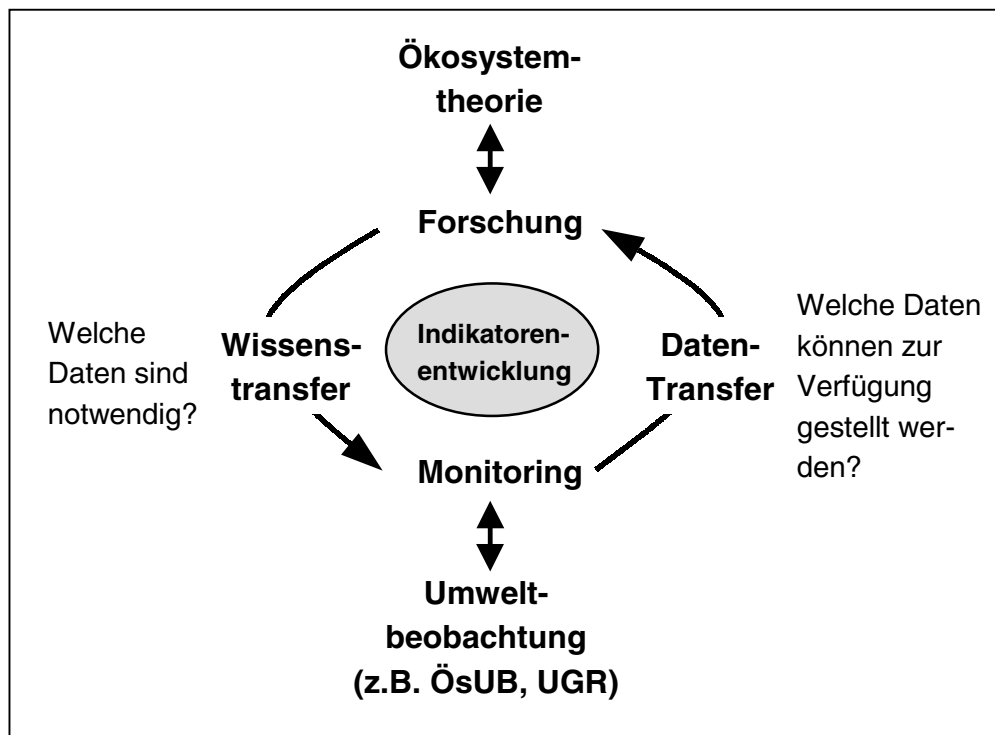 Ökosystem-
theorie
Forschung
Welche
Daten sind
notwendig?
Wissens-
transfer
Indikatoren-
entwicklung
Daten-
Transfer
Welche Daten
können zur
Verfügung
gestellt wer-
den?
Monitoring
Umwelt-
beobachtung
(z.B. ÖsUB, UGR)